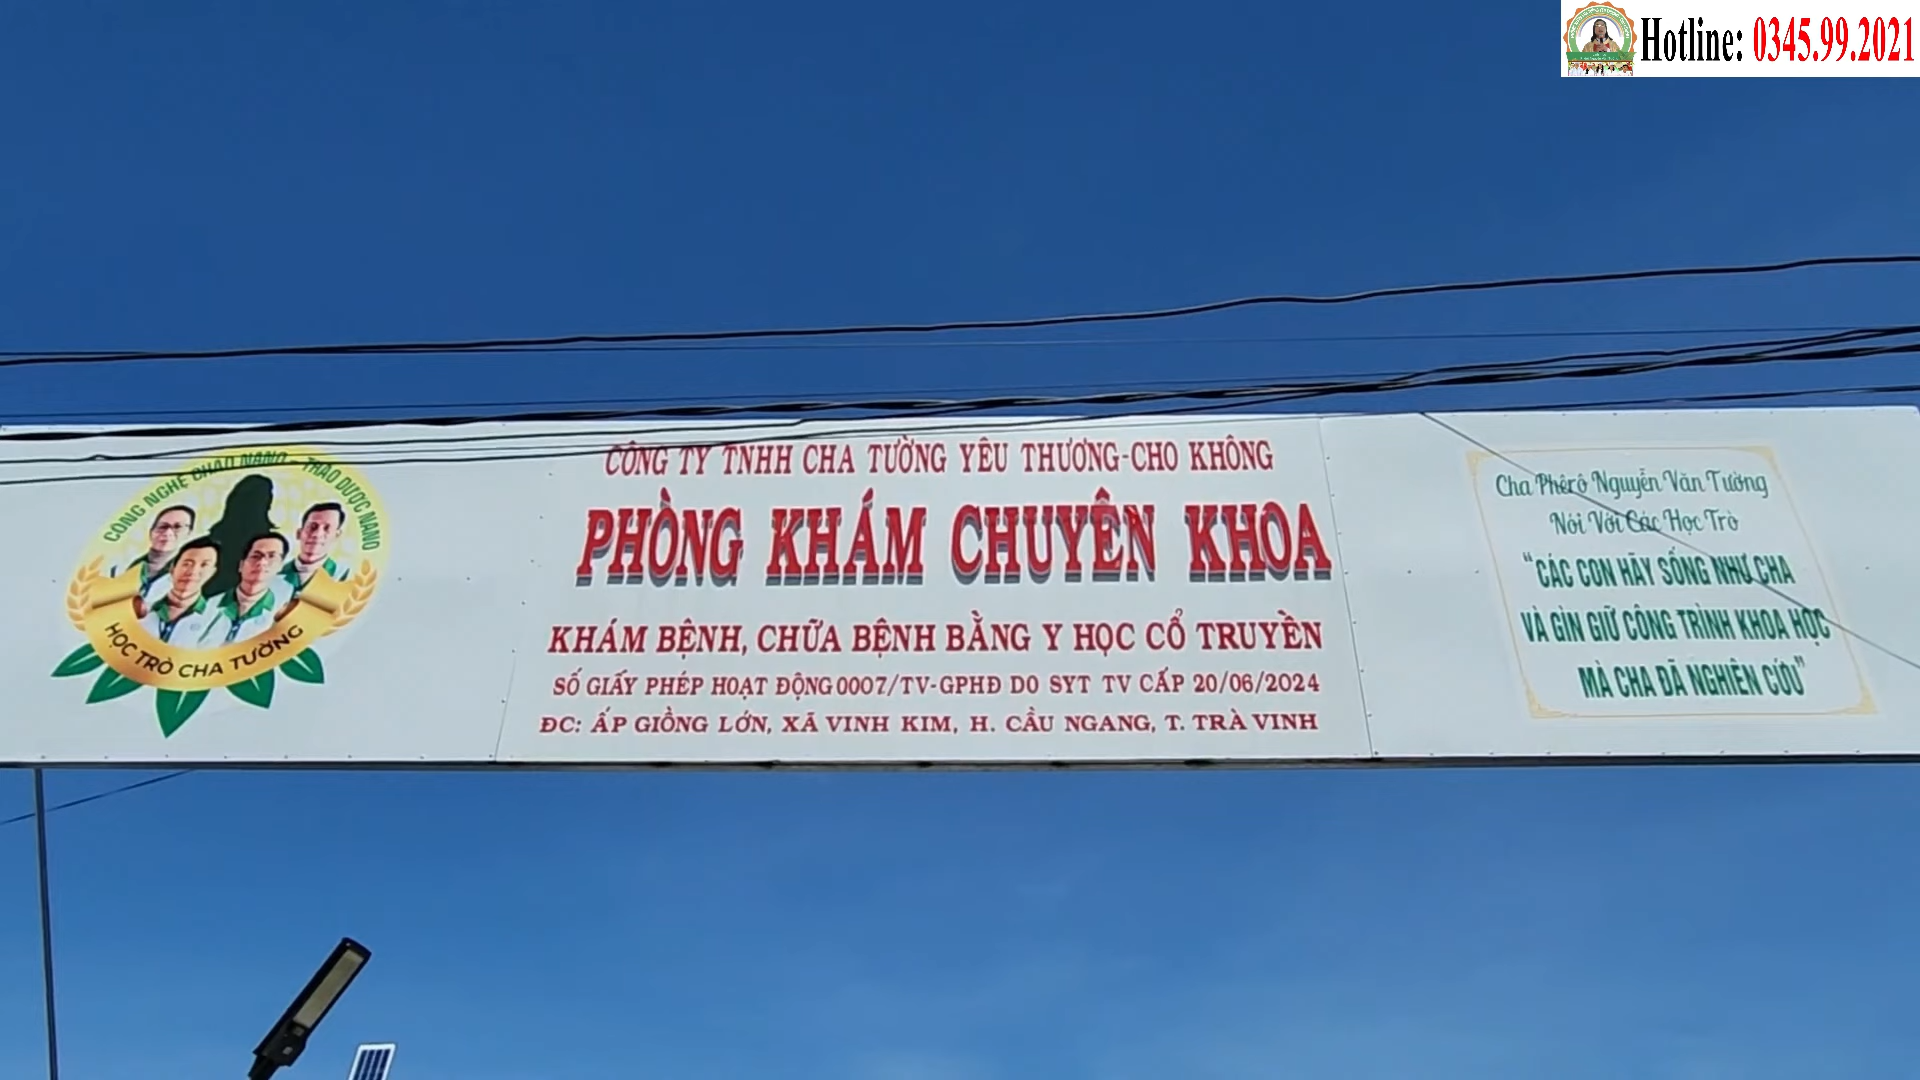 Hotline: 0345.99.2021
CÔNG NGHỆ CHAO NANO - THẢO DƯỢC NANO
HỌC TRÒ CHA TƯỜNG
CÔNG TY TNHH CHA TƯỜNG YÊU THƯƠNG-CHO KHÔNG
PHÒNG KHÁM CHUYÊN KHOA
KHÁM BỆNH, CHỮA BỆNH BẰNG Y HỌC CỔ TRUYỀN
SỐ GIẤY PHÉP HOẠT ĐỘNG 0007/TV-GPHĐ DO SYT TV CẤP 20/06/2024
ĐC: ẤP GIỒNG LỚN, XÃ VINH KIM, H. CẦU NGANG, T. TRÀ VINH
Cha Phêrô Nguyễn Văn Tường
Nói Với Các Học Trò
"CÁC CON HÃY SỐNG NHƯ CHA
VÀ GÌN GIỮ CÔNG TRÌNH KHOA HỌC
MÀ CHA ĐÃ NGHIÊN CỨU"